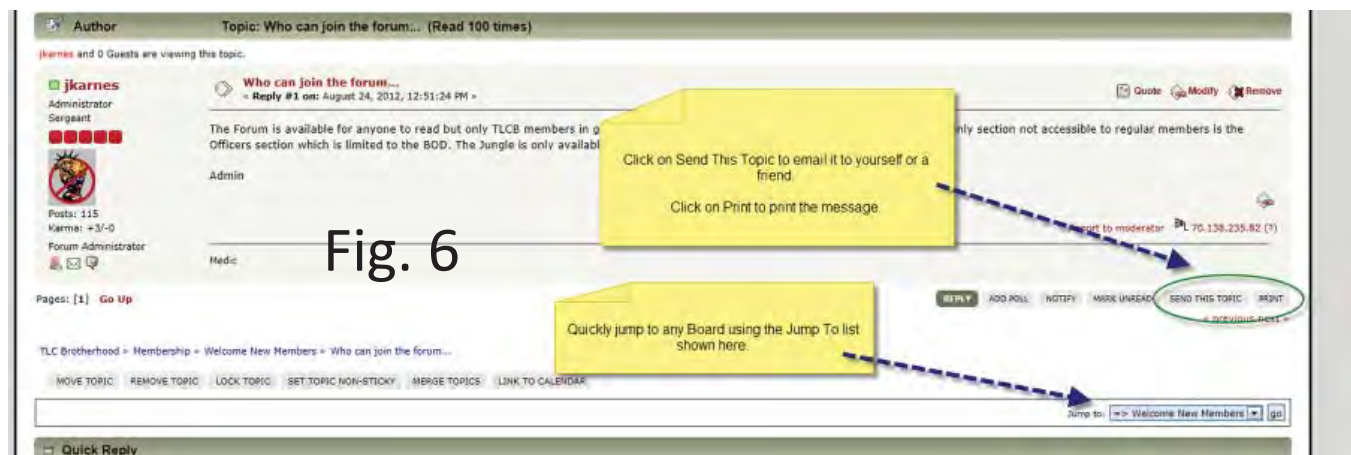 Author Topic: Who can join the forum... (Read 100 times)
jkarnes and 0 Guests are viewing this topic.
jkarnes
Administrator
Sergeant
Posts: 115
Karma: +3/-0
Forum Administrator
Who can join the forum...
« Reply #1 on: August 24, 2012, 12:51:24 PM »
Quote Modify Remove
The Forum is available for anyone to read but only TLCB members in g
nly section not accessible to regular members is the
Officers section which is limited to the BOD. The Jungle is only availabl
Admin
Click on Send This Topic to email it to yourself or a
friend.
Click on Print to print the message.
port to moderator 70.138.235.82 (?)
Medic
Fig. 6
Pages: [1] Go Up
REPLY ADD POLL NOTIFY MARK UNREAD SEND THIS TOPIC PRINT
« previous next »
Quickly jump to any Board using the Jump To list
shown here.
TLC Brotherhood » Membership » Welcome New Members » Who can join the forum...
MOVE TOPIC REMOVE TOPIC LOCK TOPIC SET TOPIC NON-STICKY MERGE TOPICS LINK TO CALENDAR
Jump to: => Welcome New Members go
Quick Reply